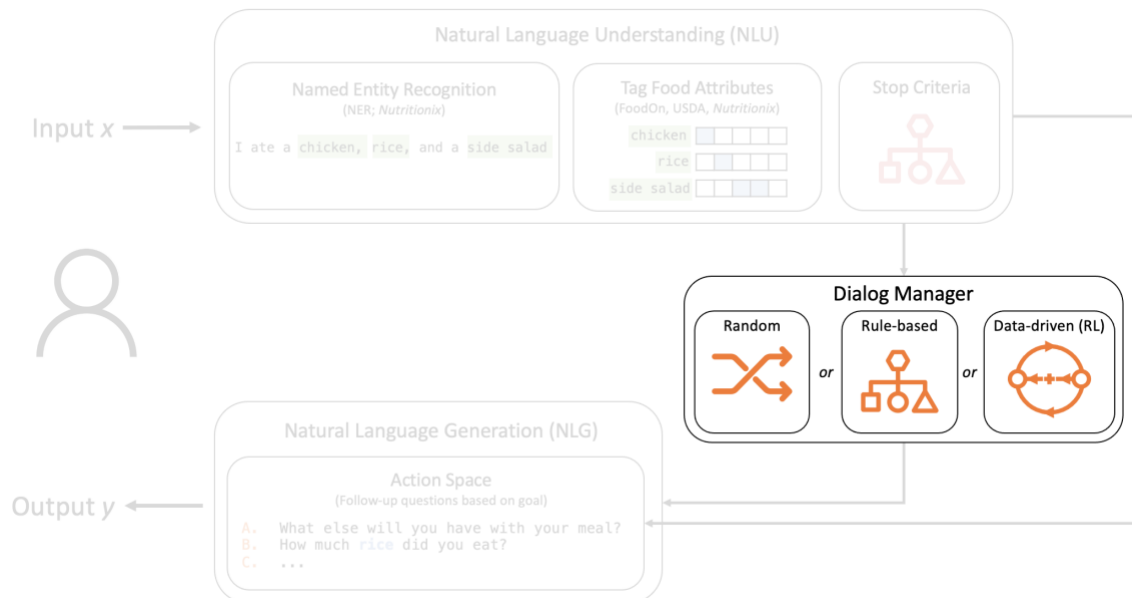 Natural Language Understanding (NLU)
Named Entity Recognition
(NER; Nutritionix)
I ate a chicken, rice, and a side salad
Tag Food Attributes
(FoodOn, USDA, Nutritionix)
chicken
rice
side salad
Stop Criteria
Input x
Dialog Manager
Random
or
Rule-based
or
Data-driven (RL)
Natural Language Generation (NLG)
Action Space
(Follow-up questions based on goal)
A. What else will you have with your meal?
B. How much rice did you eat?
C. ...
Output y